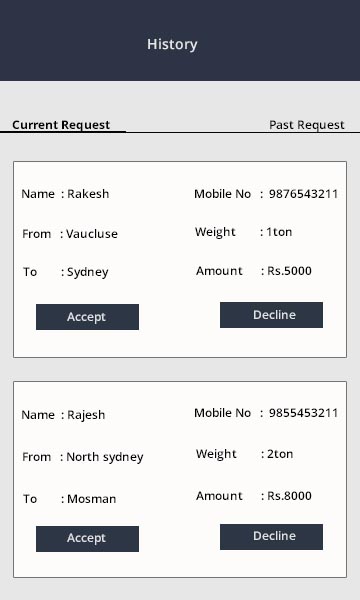 History
Current Request Past Request
Name : Rakesh Mobile No : 9876543211
From : Vaucluse Weight : 1ton
To : Sydney Amount : Rs.5000
Accept Decline
Name : Rajesh Mobile No : 9855453211
From : North sydney Weight : 2ton
To : Mosman Amount : Rs.8000
Accept Decline